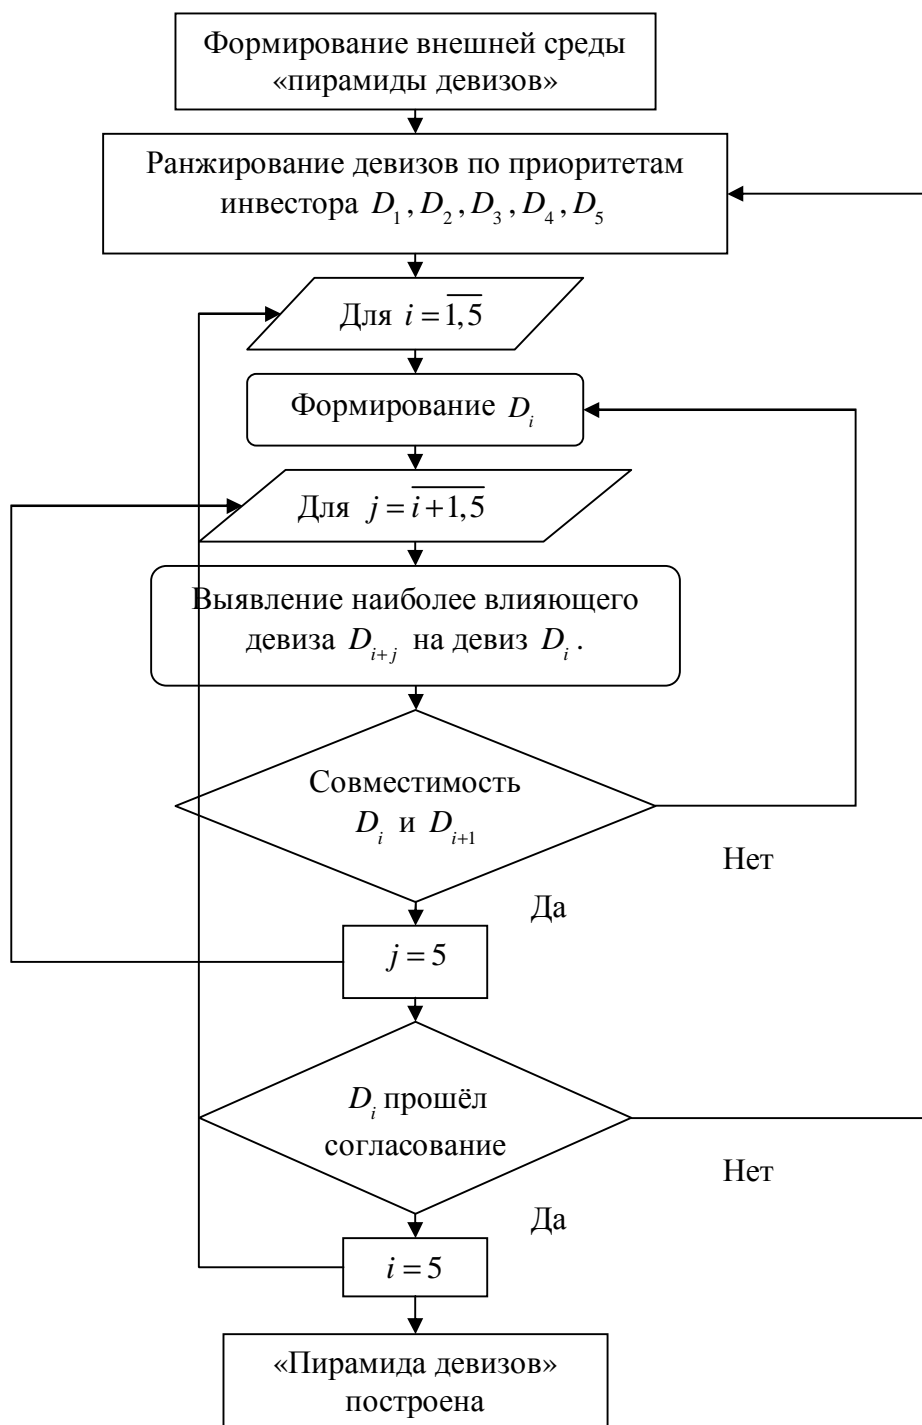 Формирование внешней среды
«пирамиды девизов»
Ранжирование девизов по приоритетам
инвестора D₁, D₂, D₃, D₄, D₅
Для i = 1,5
Формирование Dᵢ
Для j = i+1,5
Выявление наиболее влияющего
девиза Dᵢ₊ⱼ на девиз Dᵢ.
Совместимость
Dᵢ и Dᵢ₊₁
Нет
Да
j = 5
Dᵢ прошёл
согласование
Нет
Да
i = 5
«Пирамида девизов»
построена